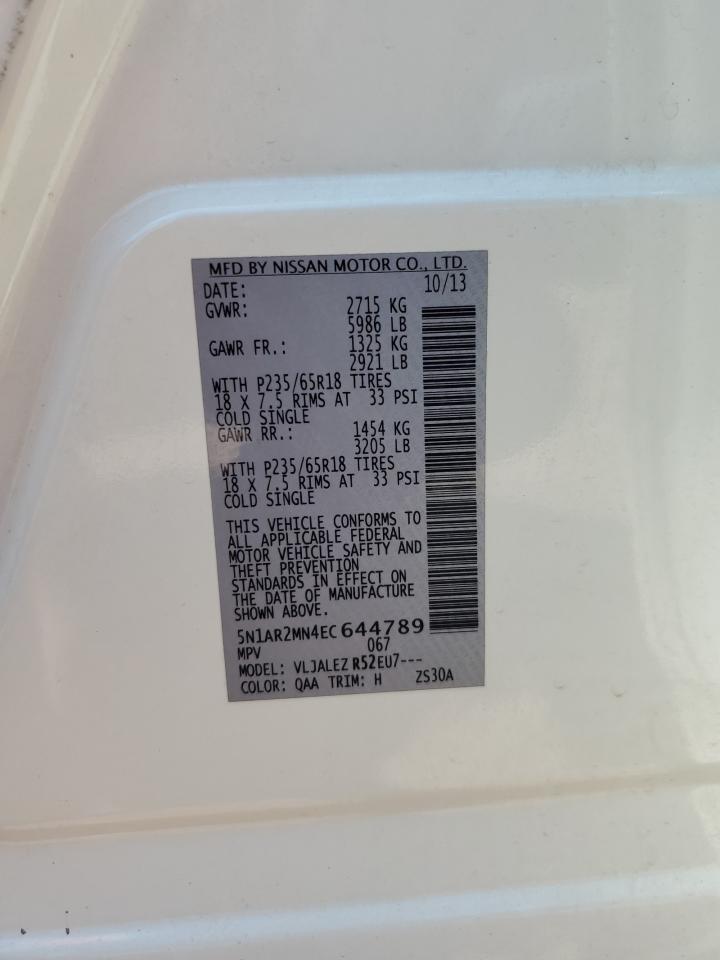 MFD BY NISSAN MOTOR CO., LTD.
DATE: 10/13
GVWR: 2715 KG
5986 LB
GAWR FR.: 1325 KG
2921 LB
WITH P235/65R18 TIRES
18 X 7.5 RIMS AT 33 PSI
COLD SINGLE
GAWR RR.: 1454 KG
3205 LB
WITH P235/65R18 TIRES
18 X 7.5 RIMS AT 33 PSI
COLD SINGLE
THIS VEHICLE CONFORMS TO
ALL APPLICABLE FEDERAL
MOTOR VEHICLE SAFETY AND
THEFT PREVENTION
STANDARDS IN EFFECT ON
THE DATE OF MANUFACTURE
SHOWN ABOVE.
5N1AR2MN4EC644789
MPV 067
MODEL: VLJALEZ R52EU7---
COLOR: QAA TRIM: H ZS30A